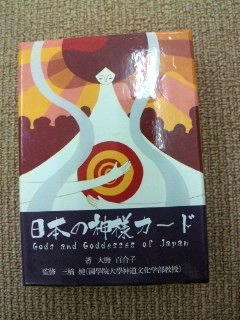 日本の神様カード
Gods and Goddesses of Japan
著 大野 百合子
監修 三橋 健(國學院大學神道文化学部教授)